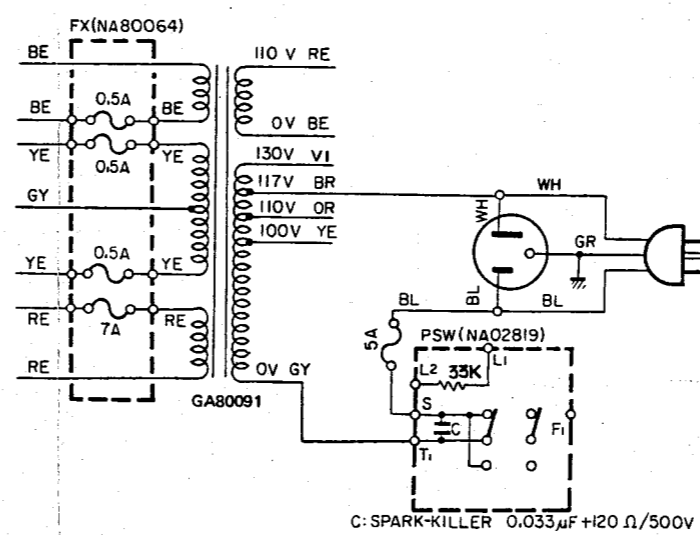 FX(NA80064)
BE
110 V RE
0.5A
BE
BE
0V BE
YE
YE
0.5A
130V VI
117V BR
WH
GY
110V OR
WH
100V YE
GR
0.5A
YE
YE
BL
BL
BL
RE
RE
7A
5A
PSW(NA02819)
L1
L2
33K
RE
0V GY
GA80091
S
C
F1
T1
C: SPARK-KILLER 0.033μF+120 Ω/500V